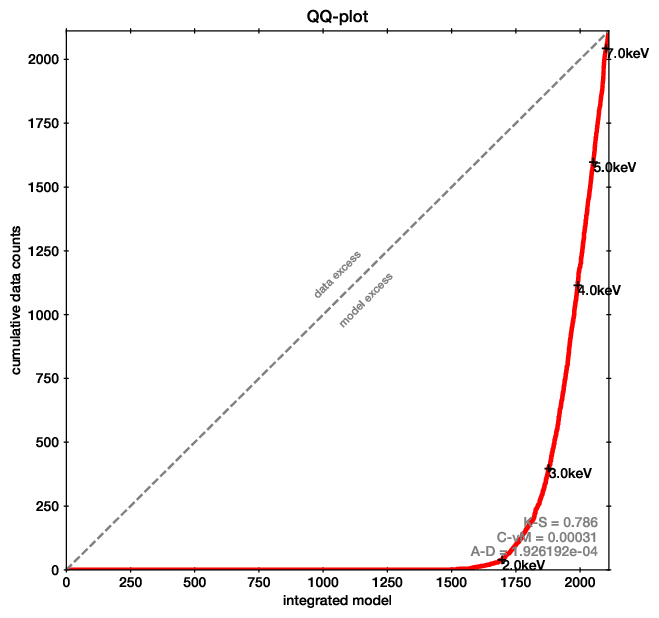 QQ-plot
cumulative data counts
2000
1750
1500
1250
1000
750
500
250
0
7.0keV
5.0keV
4.0keV
3.0keV
2.0keV
data excess
model excess
K-S = 0.786
C-vM = 0.00031
A-D = 1.926192e-04
0 250 500 750 1000 1250 1500 1750 2000
integrated model